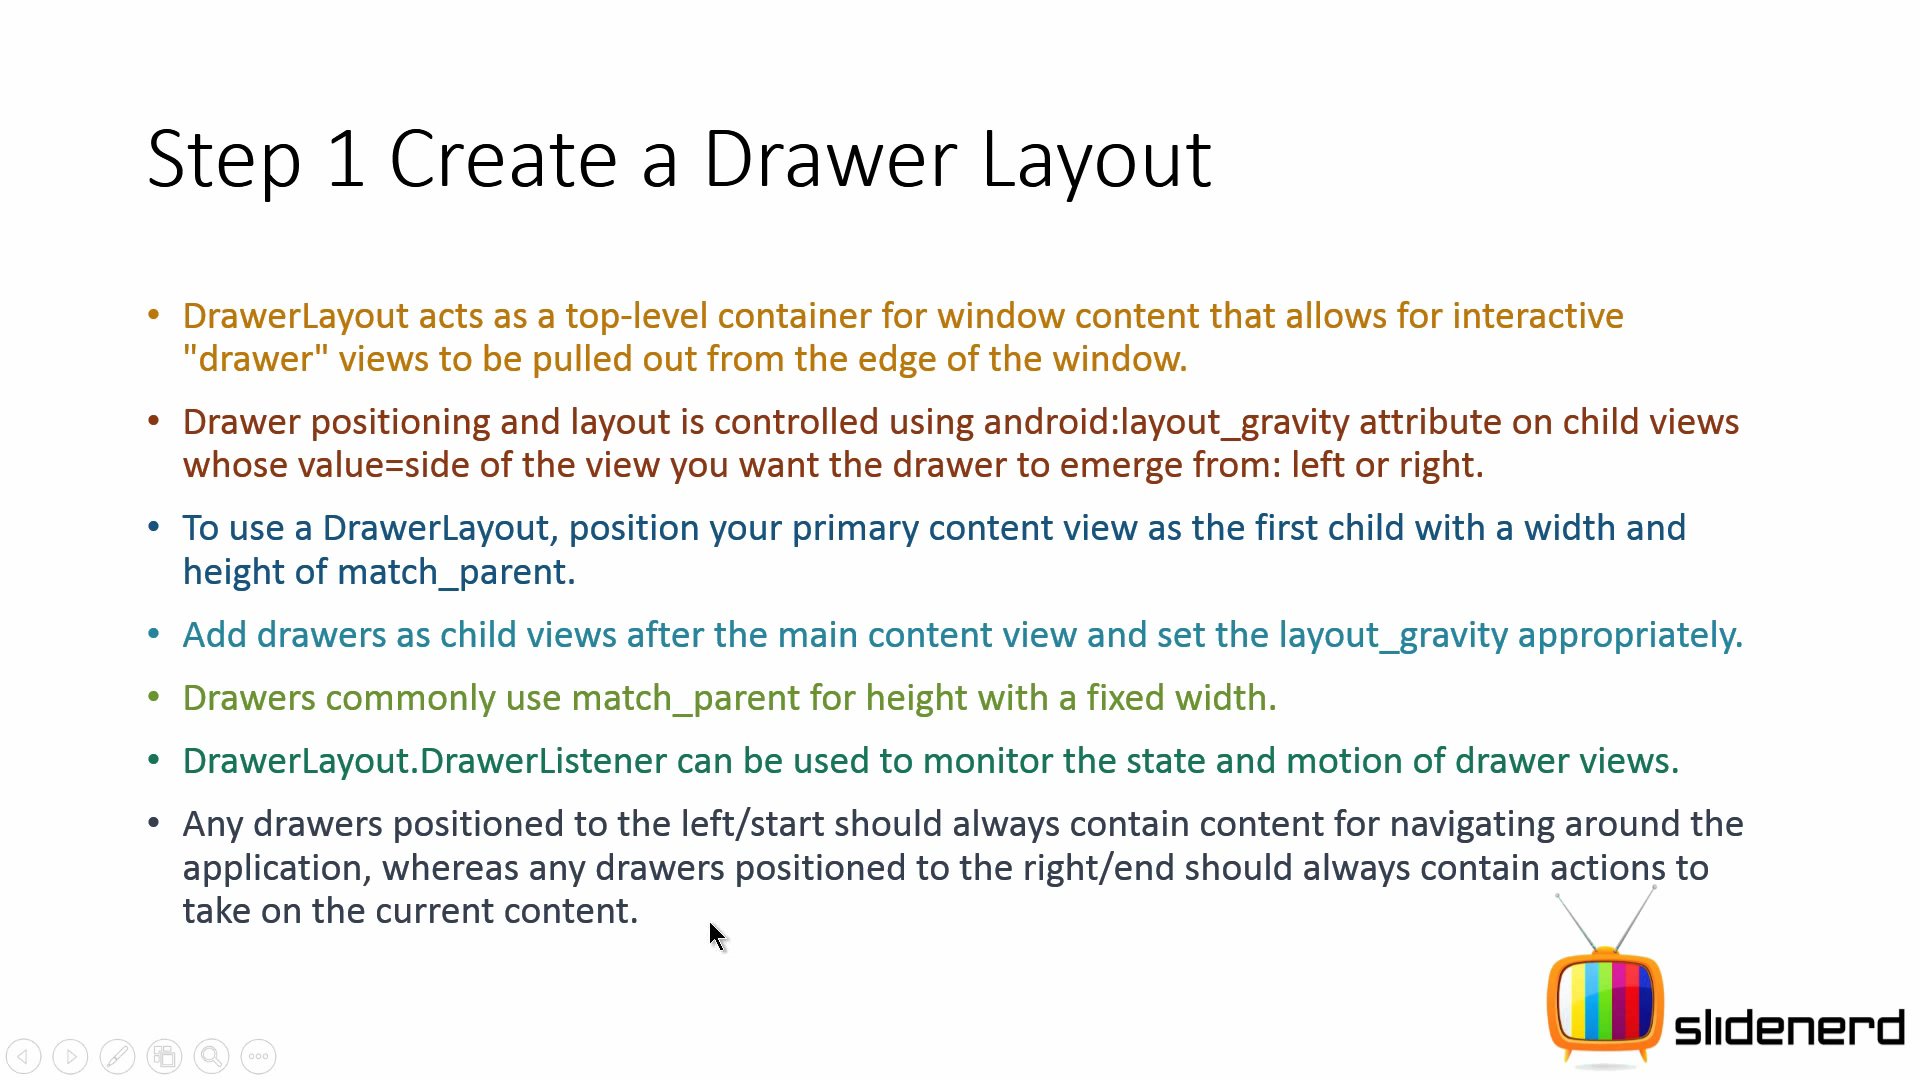 Step 1 Create a Drawer Layout
• DrawerLayout acts as a top-level container for window content that allows for interactive
"drawer" views to be pulled out from the edge of the window.
• Drawer positioning and layout is controlled using android:layout_gravity attribute on child views
whose value=side of the view you want the drawer to emerge from: left or right.
• To use a DrawerLayout, position your primary content view as the first child with a width and
height of match_parent.
• Add drawers as child views after the main content view and set the layout_gravity appropriately.
• Drawers commonly use match_parent for height with a fixed width.
• DrawerLayout.DrawerListener can be used to monitor the state and motion of drawer views.
• Any drawers positioned to the left/start should always contain content for navigating around the
application, whereas any drawers positioned to the right/end should always contain actions to
take on the current content.
slidenerd